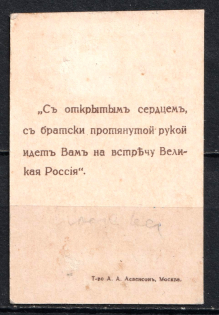 „Съ открытымъ сердцемъ,
съ братски протянутой рукой
идетъ Вамъ на встрѣчу Вели-
кая Россія“.
Т-во А. А. Левенсонъ, Москва.